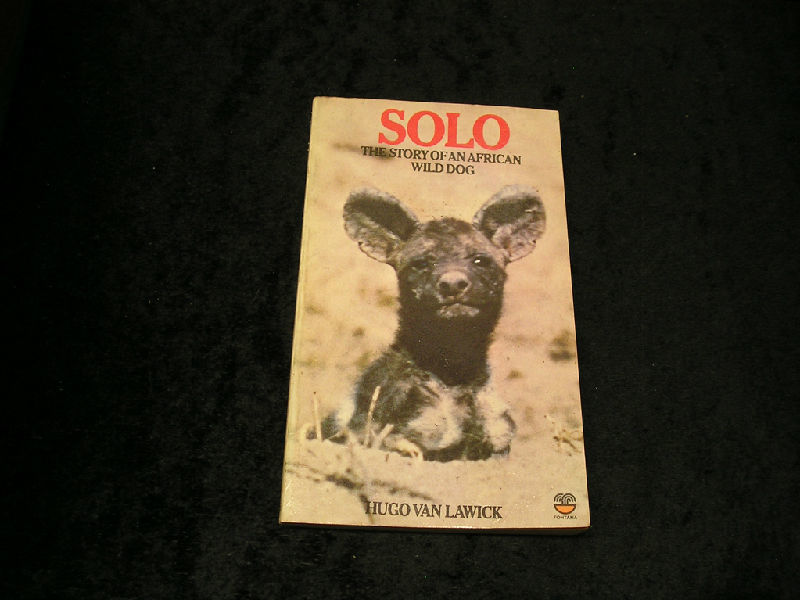 SOLO
THE STORY OF AN AFRICAN
WILD DOG
HUGO VAN LAWICK
FONTANA